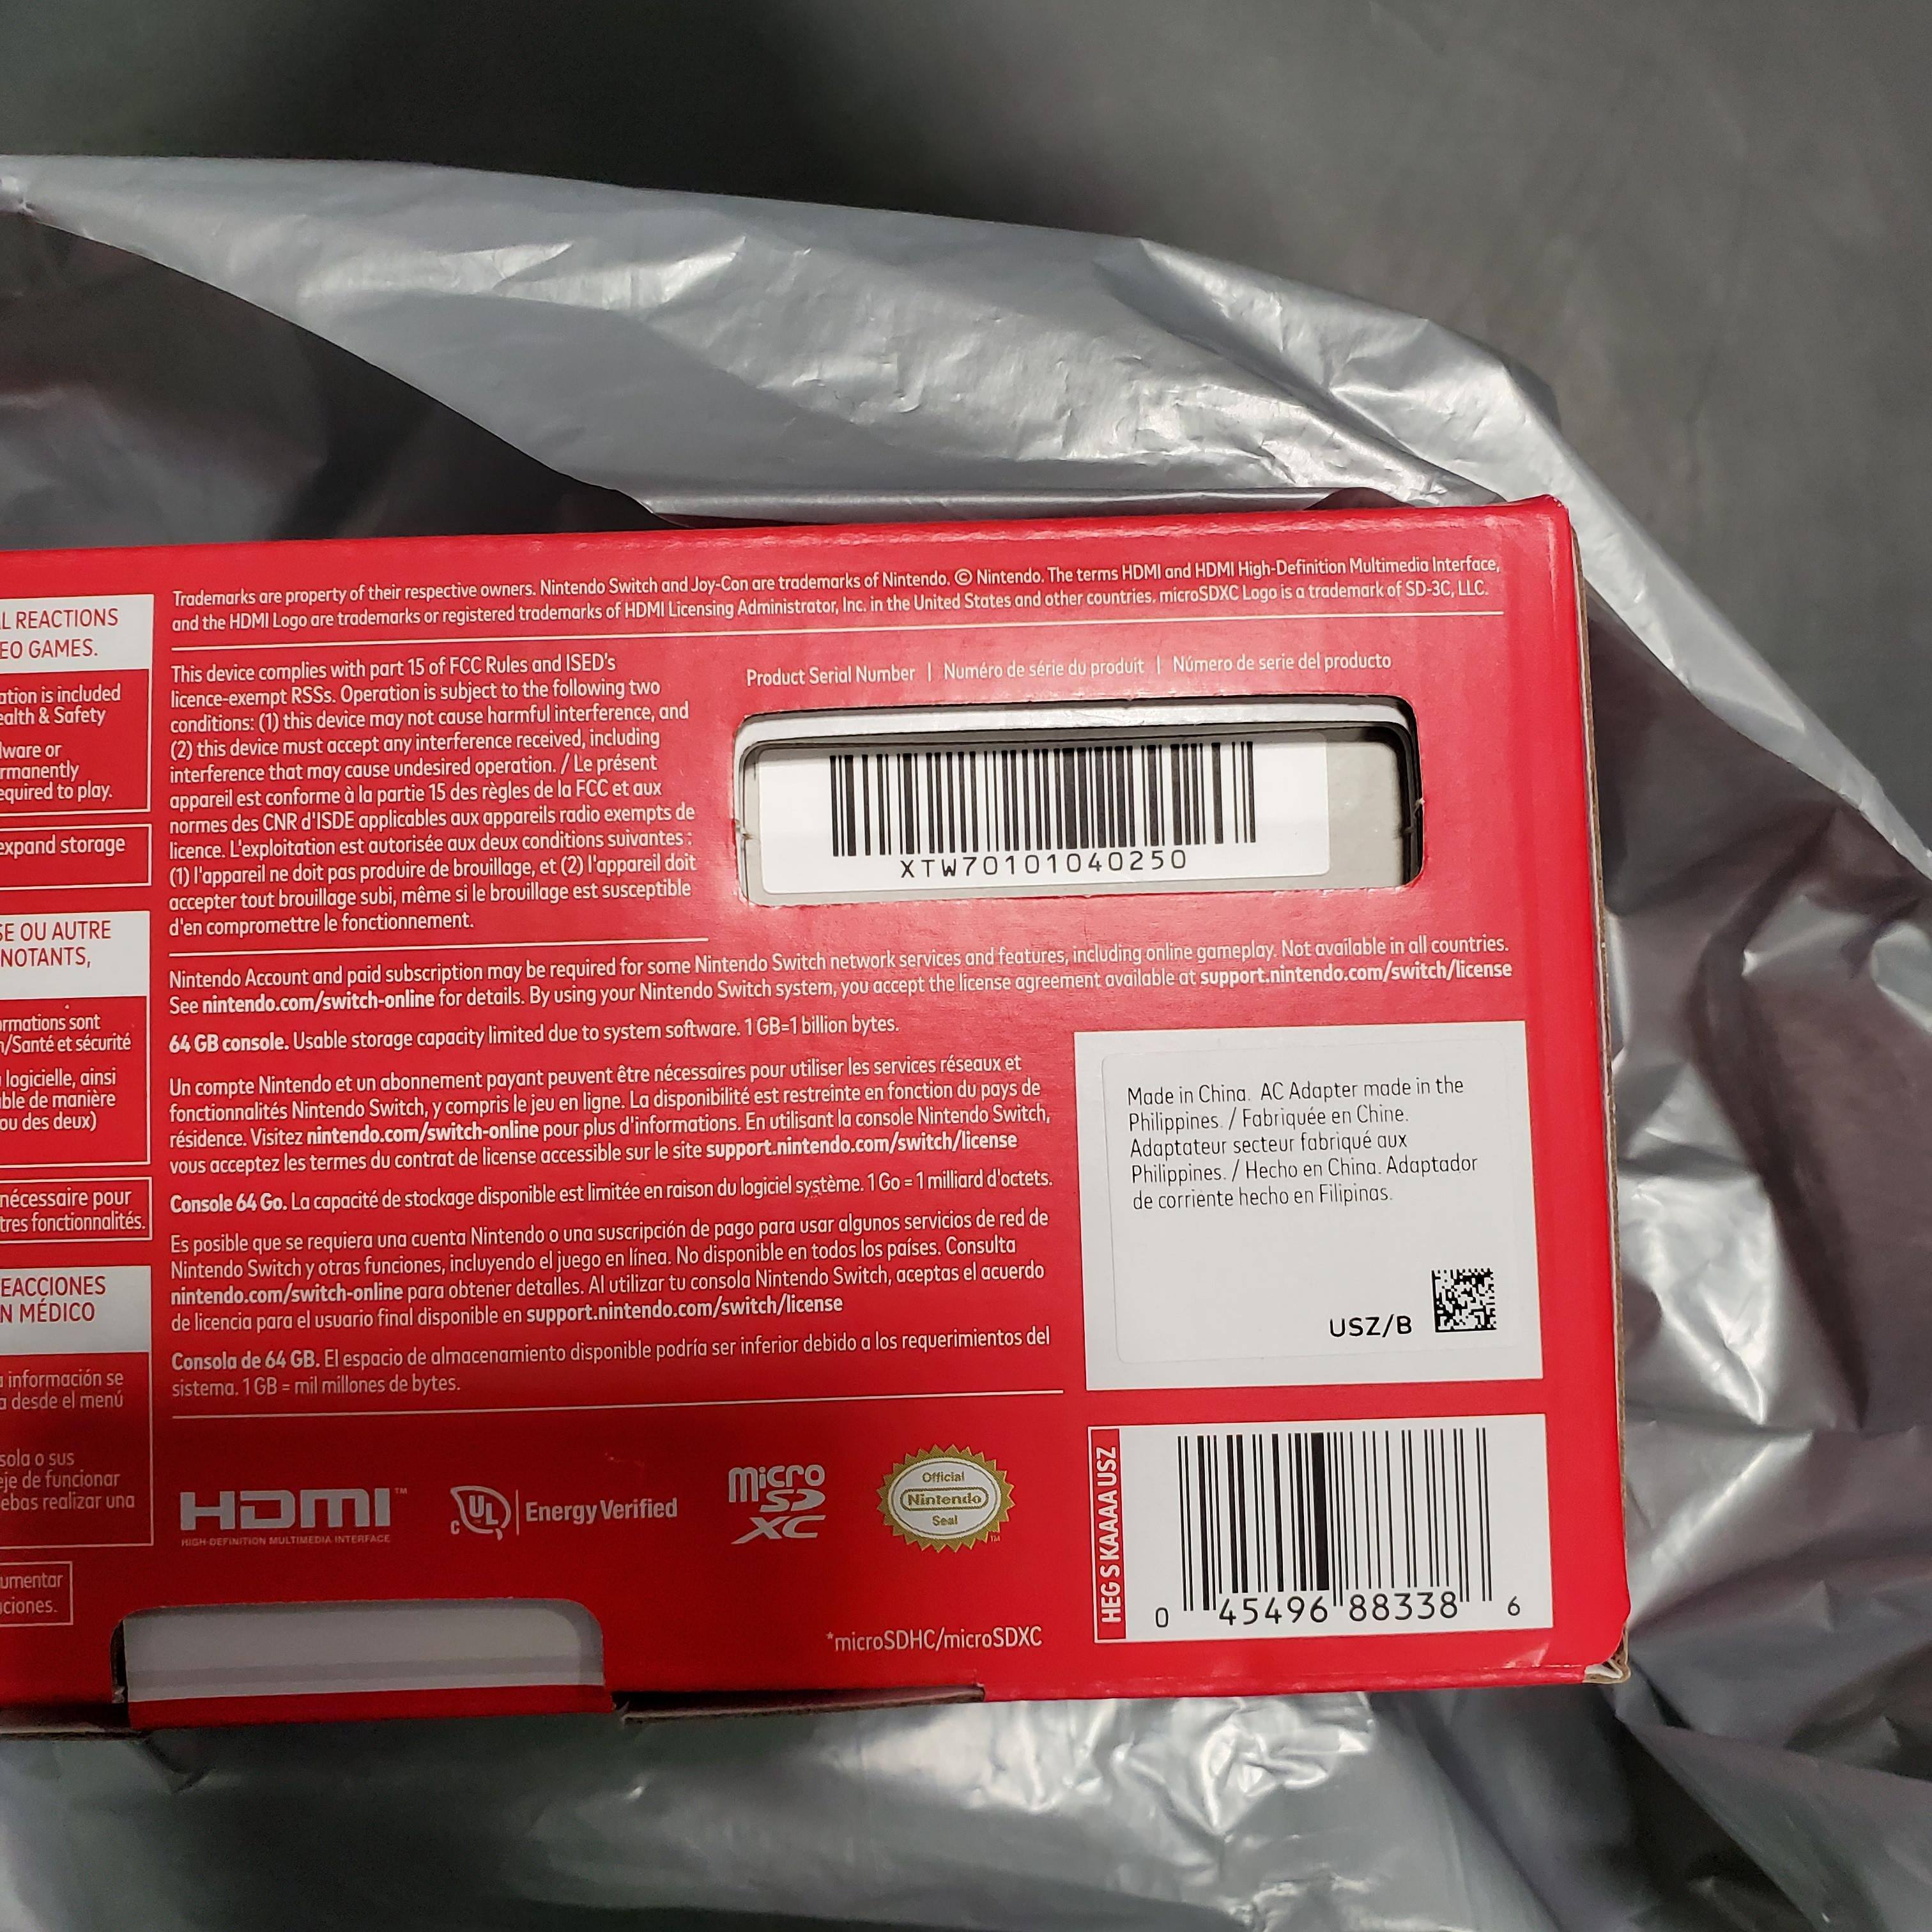 L REACTIONS
EO GAMES.
ation is included
ealth & Safety
lware or
rmanently
equired to play.
expand storage
SE OU AUTRE
NOTANTS,
ormations sont
n/Santé et sécurité
logicielle, ainsi
ble de manière
ou des deux)
nécessaire pour
tres fonctionnalités.
EACCIONES
N MÉDICO
a información se
a desde el menú
sola o sus
eje de funcionar
ebas realizar una
umentar
ciones.
Trademarks are property of their respective owners. Nintendo Switch and Joy-Con are trademarks of Nintendo. © Nintendo. The terms HDMI and HDMI High-Definition Multimedia Interface,
and the HDMI Logo are trademarks or registered trademarks of HDMI Licensing Administrator, Inc. in the United States and other countries. microSDXC Logo is a trademark of SD-3C, LLC.
This device complies with part 15 of FCC Rules and ISED's
licence-exempt RSSs. Operation is subject to the following two
conditions: (1) this device may not cause harmful interference, and
(2) this device must accept any interference received, including
interference that may cause undesired operation. / Le présent
appareil est conforme à la partie 15 des règles de la FCC et aux
normes des CNR d'ISDE applicables aux appareils radio exempts de
licence. L'exploitation est autorisée aux deux conditions suivantes :
(1) l'appareil ne doit pas produire de brouillage, et (2) l'appareil doit
accepter tout brouillage subi, même si le brouillage est susceptible
d'en compromettre le fonctionnement.
Product Serial Number | Numéro de série du produit | Número de serie del producto
XTW70101040250
Nintendo Account and paid subscription may be required for some Nintendo Switch network services and features, including online gameplay. Not available in all countries.
See nintendo.com/switch-online for details. By using your Nintendo Switch system, you accept the license agreement available at support.nintendo.com/switch/license
64 GB console. Usable storage capacity limited due to system software. 1 GB=1 billion bytes.
Un compte Nintendo et un abonnement payant peuvent être nécessaires pour utiliser les services réseaux et
fonctionnalités Nintendo Switch, y compris le jeu en ligne. La disponibilité est restreinte en fonction du pays de
résidence. Visitez nintendo.com/switch-online pour plus d'informations. En utilisant la console Nintendo Switch,
vous acceptez les termes du contrat de license accessible sur le site support.nintendo.com/switch/license
Console 64 Go. La capacité de stockage disponible est limitée en raison du logiciel système. 1 Go = 1 milliard d'octets.
Es posible que se requiera una cuenta Nintendo o una suscripción de pago para usar algunos servicios de red de
Nintendo Switch y otras funciones, incluyendo el juego en línea. No disponible en todos los países. Consulta
nintendo.com/switch-online para obtener detalles. Al utilizar tu consola Nintendo Switch, aceptas el acuerdo
de licencia para el usuario final disponible en support.nintendo.com/switch/license
Consola de 64 GB. El espacio de almacenamiento disponible podría ser inferior debido a los requerimientos del
sistema. 1 GB = mil millones de bytes.
Made in China. AC Adapter made in the
Philippines. / Fabriquée en Chine.
Adaptateur secteur fabriqué aux
Philippines. / Hecho en China. Adaptador
de corriente hecho en Filipinas.
USZ/B
HDMI™
HIGH-DEFINITION MULTIMEDIA INTERFACE
c UL Energy Verified
micro
SD
XC
Official
Nintendo
Seal
TM
*microSDHC/microSDXC
HEG S KAAAA USZ
0 45496 88338 6